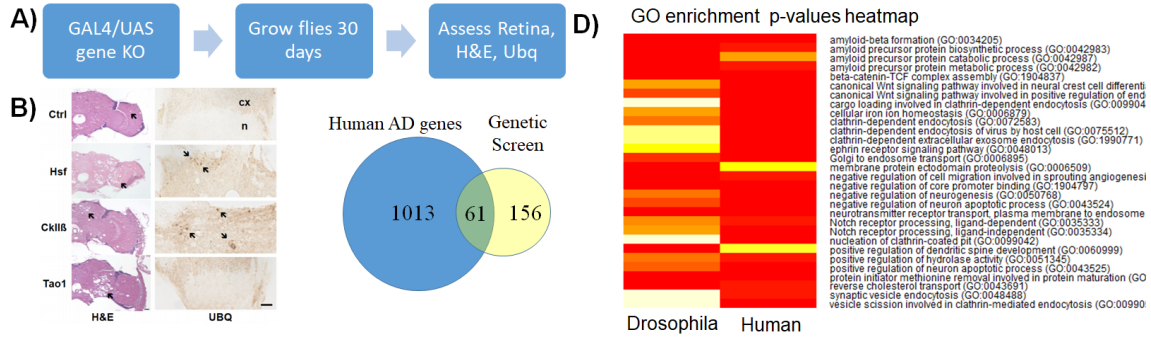 A)
GAL4/UAS
gene KO
Grow flies 30
days
Assess Retina,
H&E, Ubq
B)
Ctrl
cx
n
Hsf
CkIIß
Tao1
H&E
UBQ
Human AD genes
Genetic
Screen
1013
61
156
D)
GO enrichment p-values heatmap
amyloid-beta formation (GO:0034205)
amyloid precursor protein biosynthetic process (GO:0042983)
amyloid precursor protein catabolic process (GO:0042987)
amyloid precursor protein metabolic process (GO:0042982)
beta-catenin-TCF complex assembly (GO:1904837)
canonical Wnt signaling pathway involved in neural crest cell differenti
canonical Wnt signaling pathway involved in positive regulation of end
cargo loading involved in clathrin-dependent endocytosis (GO:009904
cellular iron ion homeostasis (GO:0006879)
clathrin-dependent endocytosis (GO:0072583)
clathrin-dependent endocytosis of virus by host cell (GO:0075512)
clathrin-dependent extracellular exosome endocytosis (GO:1990771)
ephrin receptor signaling pathway (GO:0048013)
Golgi to endosome transport (GO:0006895)
membrane protein ectodomain proteolysis (GO:0006509)
negative regulation of cell migration involved in sprouting angiogenesi
negative regulation of core promoter binding (GO:1904797)
negative regulation of neurogenesis (GO:0050768)
negative regulation of neuron apoptotic process (GO:0043524)
neurotransmitter receptor transport, plasma membrane to endosome
Notch receptor processing, ligand-dependent (GO:0035333)
Notch receptor processing, ligand-independent (GO:0035334)
nucleation of clathrin-coated pit (GO:0099042)
positive regulation of dendritic spine development (GO:0060999)
positive regulation of hydrolase activity (GO:0051345)
positive regulation of neuron apoptotic process (GO:0043525)
protein initiator methionine removal involved in protein maturation (GO
reverse cholesterol transport (GO:0043691)
synaptic vesicle endocytosis (GO:0048488)
vesicle scission involved in clathrin-mediated endocytosis (GO:009905
Drosophila
Human